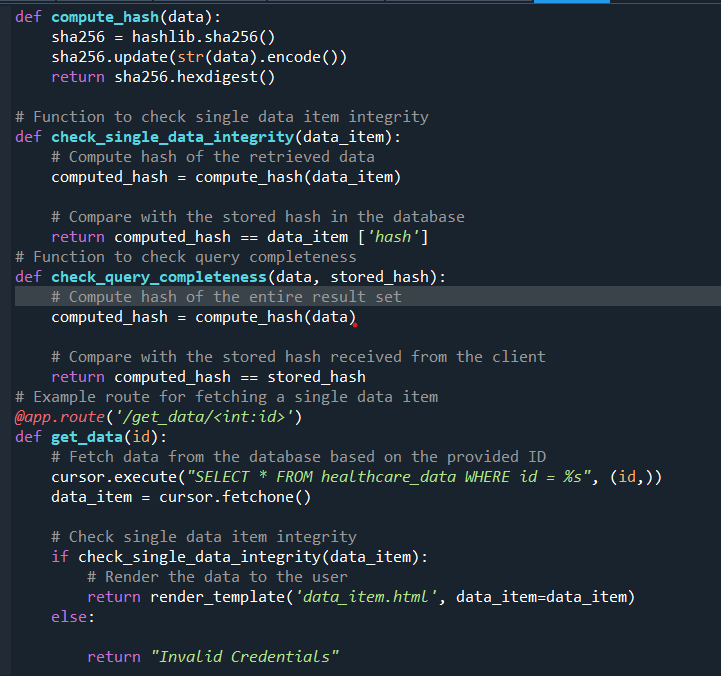 def compute_hash(data):
    sha256 = hashlib.sha256()
    sha256.update(str(data).encode())
    return sha256.hexdigest()

# Function to check single data item integrity
def check_single_data_integrity(data_item):
    # Compute hash of the retrieved data
    computed_hash = compute_hash(data_item)

    # Compare with the stored hash in the database
    return computed_hash == data_item ['hash']
# Function to check query completeness
def check_query_completeness(data, stored_hash):
    # Compute hash of the entire result set
    computed_hash = compute_hash(data)

    # Compare with the stored hash received from the client
    return computed_hash == stored_hash
# Example route for fetching a single data item
@app.route('/get_data/<int:id>')
def get_data(id):
    # Fetch data from the database based on the provided ID
    cursor.execute("SELECT * FROM healthcare_data WHERE id = %s", (id,))
    data_item = cursor.fetchone()

    # Check single data item integrity
    if check_single_data_integrity(data_item):
        # Render the data to the user
        return render_template('data_item.html', data_item=data_item)
    else:

        return "Invalid Credentials"